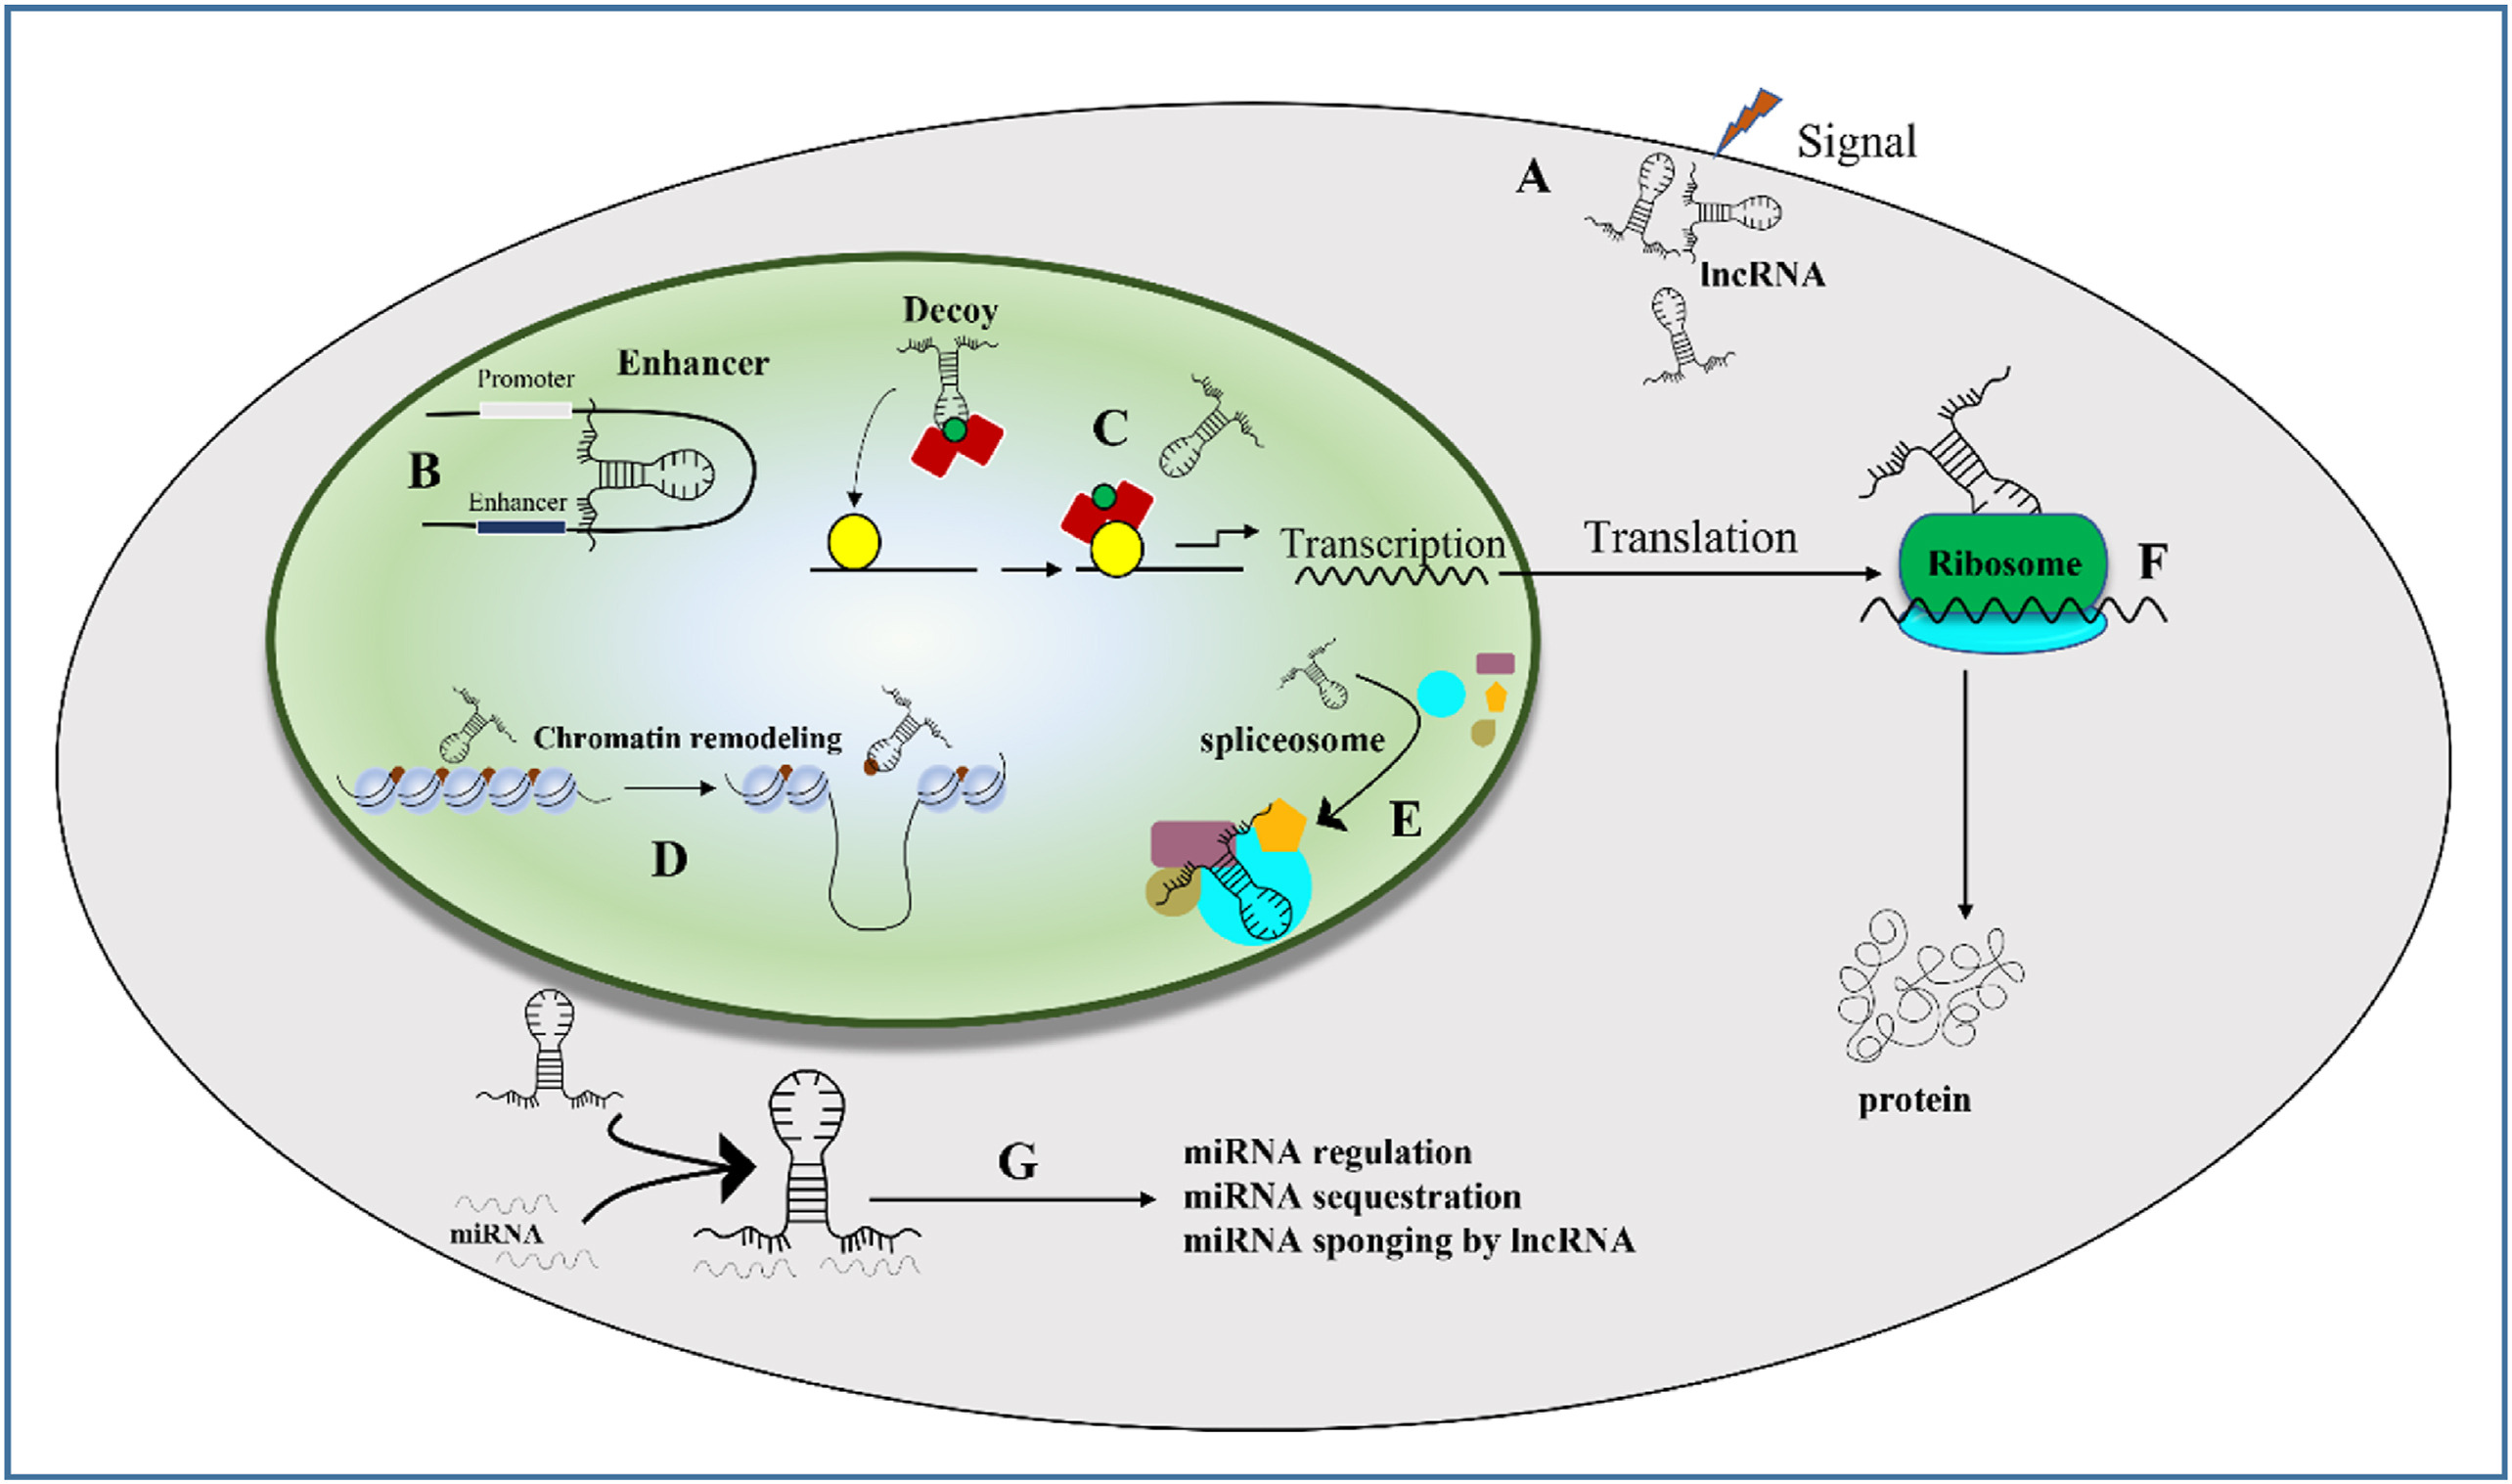 A
Signal
lncRNA
Decoy
Enhancer
Promoter
B
Enhancer
C
Transcription
Translation
Ribosome
F
Chromatin remodeling
D
spliceosome
E
protein
miRNA
G
miRNA regulation
miRNA sequestration
miRNA sponging by lncRNA